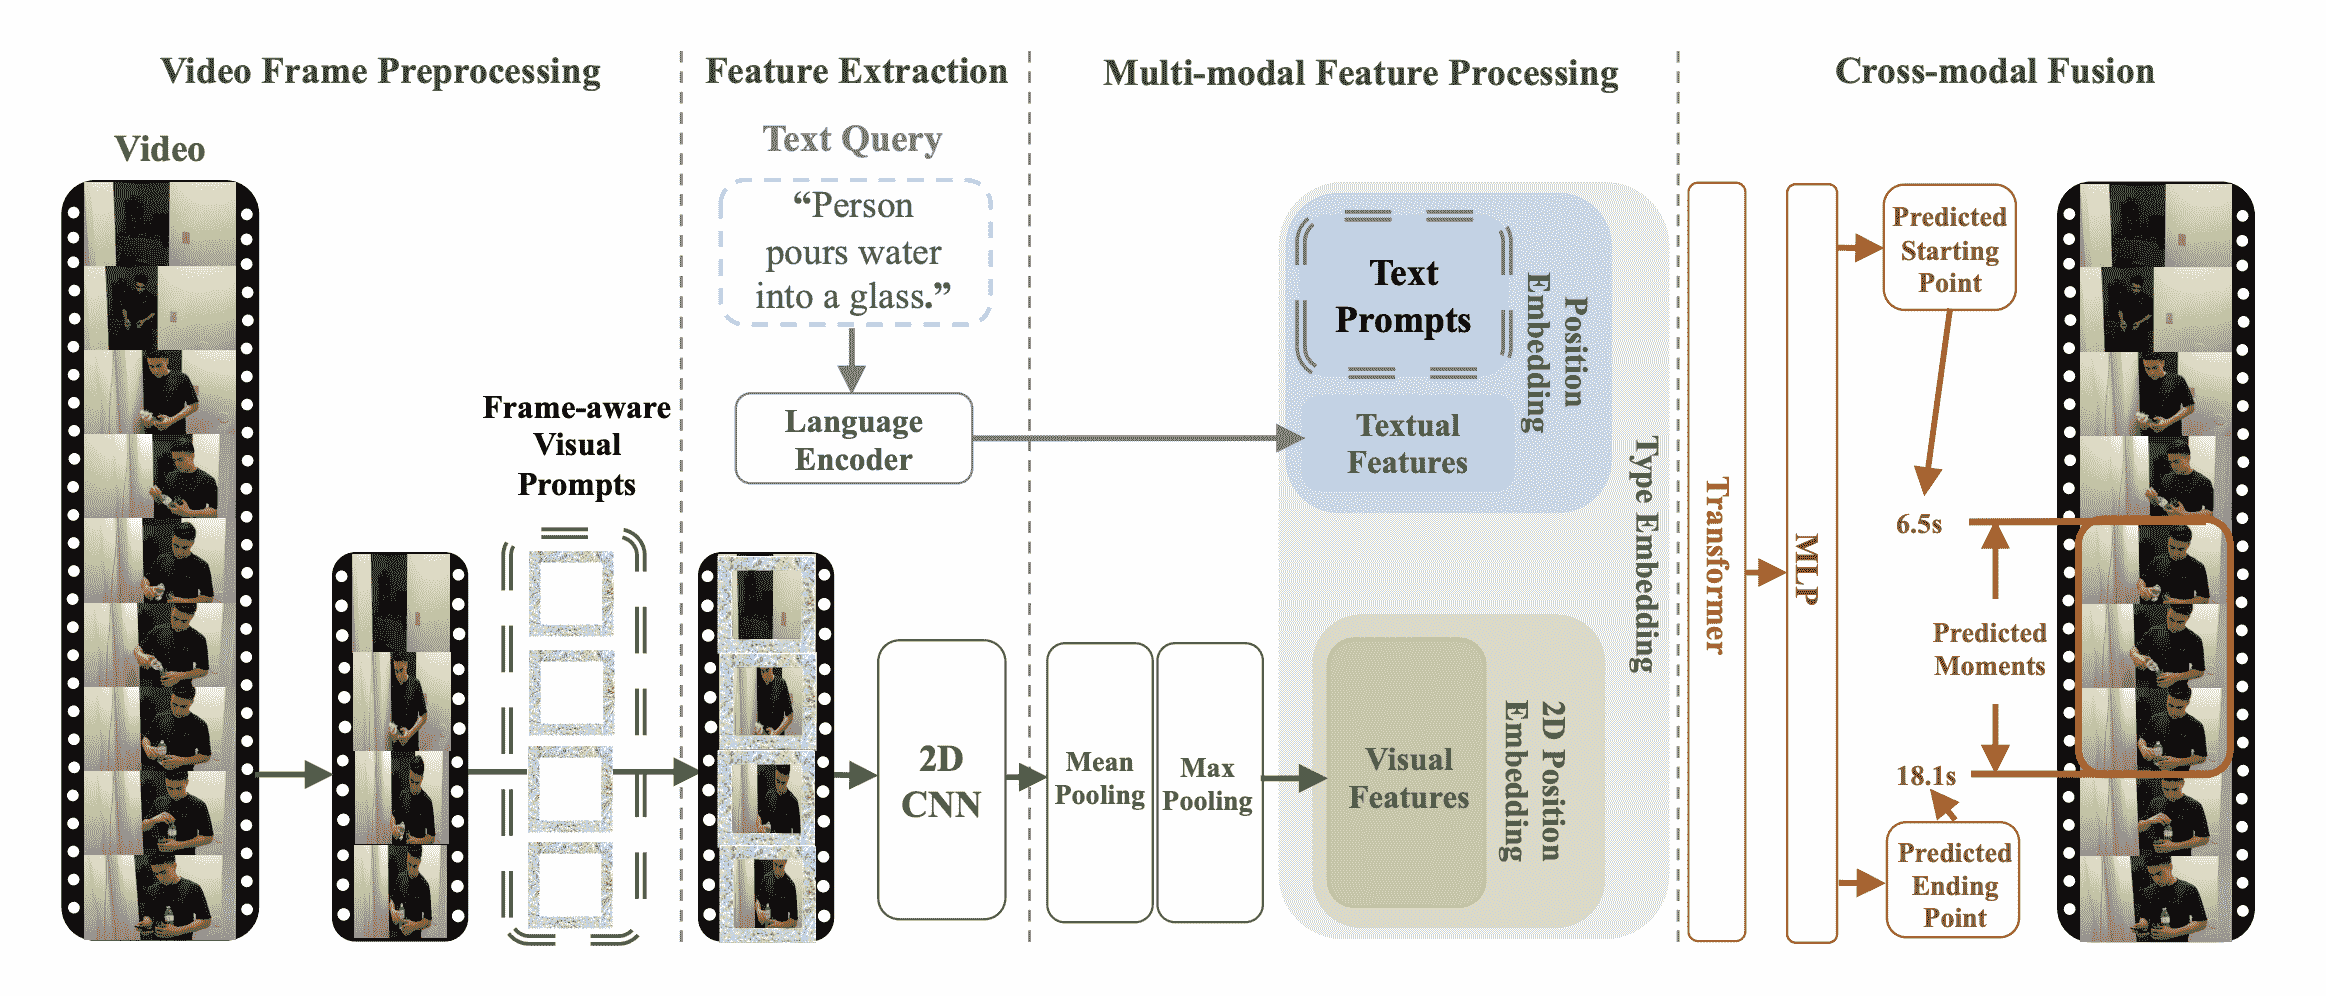 Video Frame Preprocessing
Feature Extraction
Multi-modal Feature Processing
Cross-modal Fusion
Video
Frame-aware
Visual
Prompts
Text Query
“Person
pours water
into a glass.”
Language
Encoder
2D
CNN
Mean
Pooling
Max
Pooling
Text
Prompts
Position
Embedding
Textual
Features
Type Embedding
Visual
Features
2D Position
Embedding
Transformer
MLP
Predicted
Starting
Point
6.5s
Predicted
Moments
18.1s
Predicted
Ending
Point